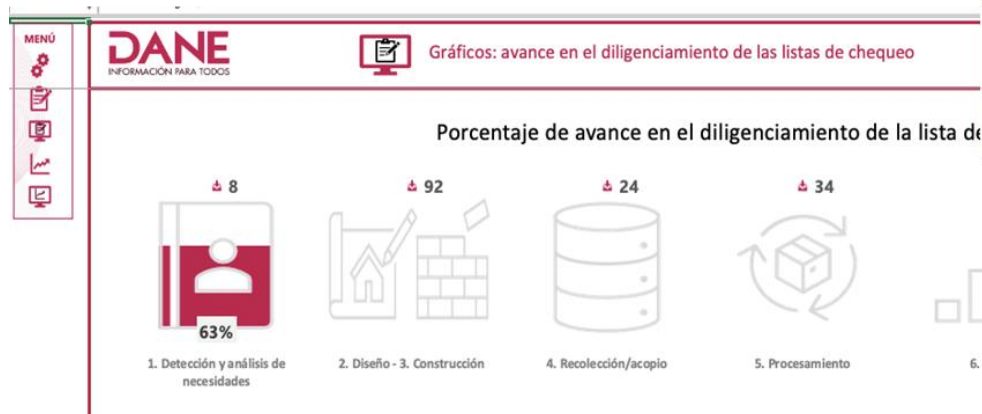 MENÚ
DANE
INFORMACIÓN PARA TODOS
Gráficos: avance en el diligenciamiento de las listas de chequeo
Porcentaje de avance en el diligenciamiento de la lista de
8
92
24
34
63%
1. Detección y análisis de
necesidades
2. Diseño - 3. Construcción
4. Recolección/acopio
5. Procesamiento
6.